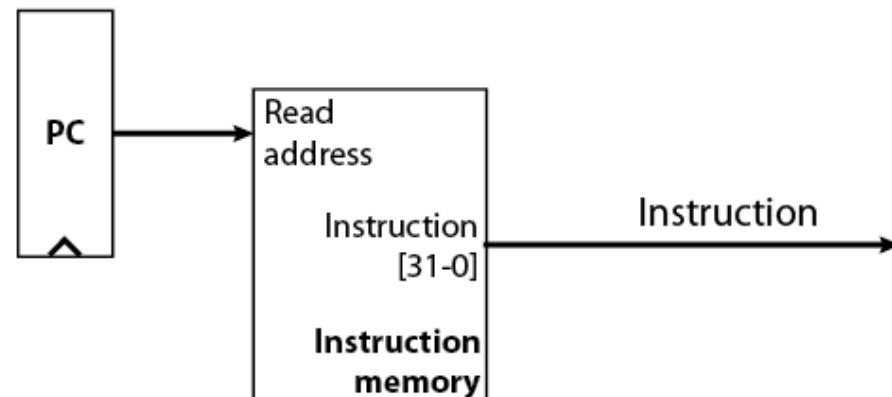 PC
Read
address
Instruction
[31-0]
Instruction
memory
Instruction